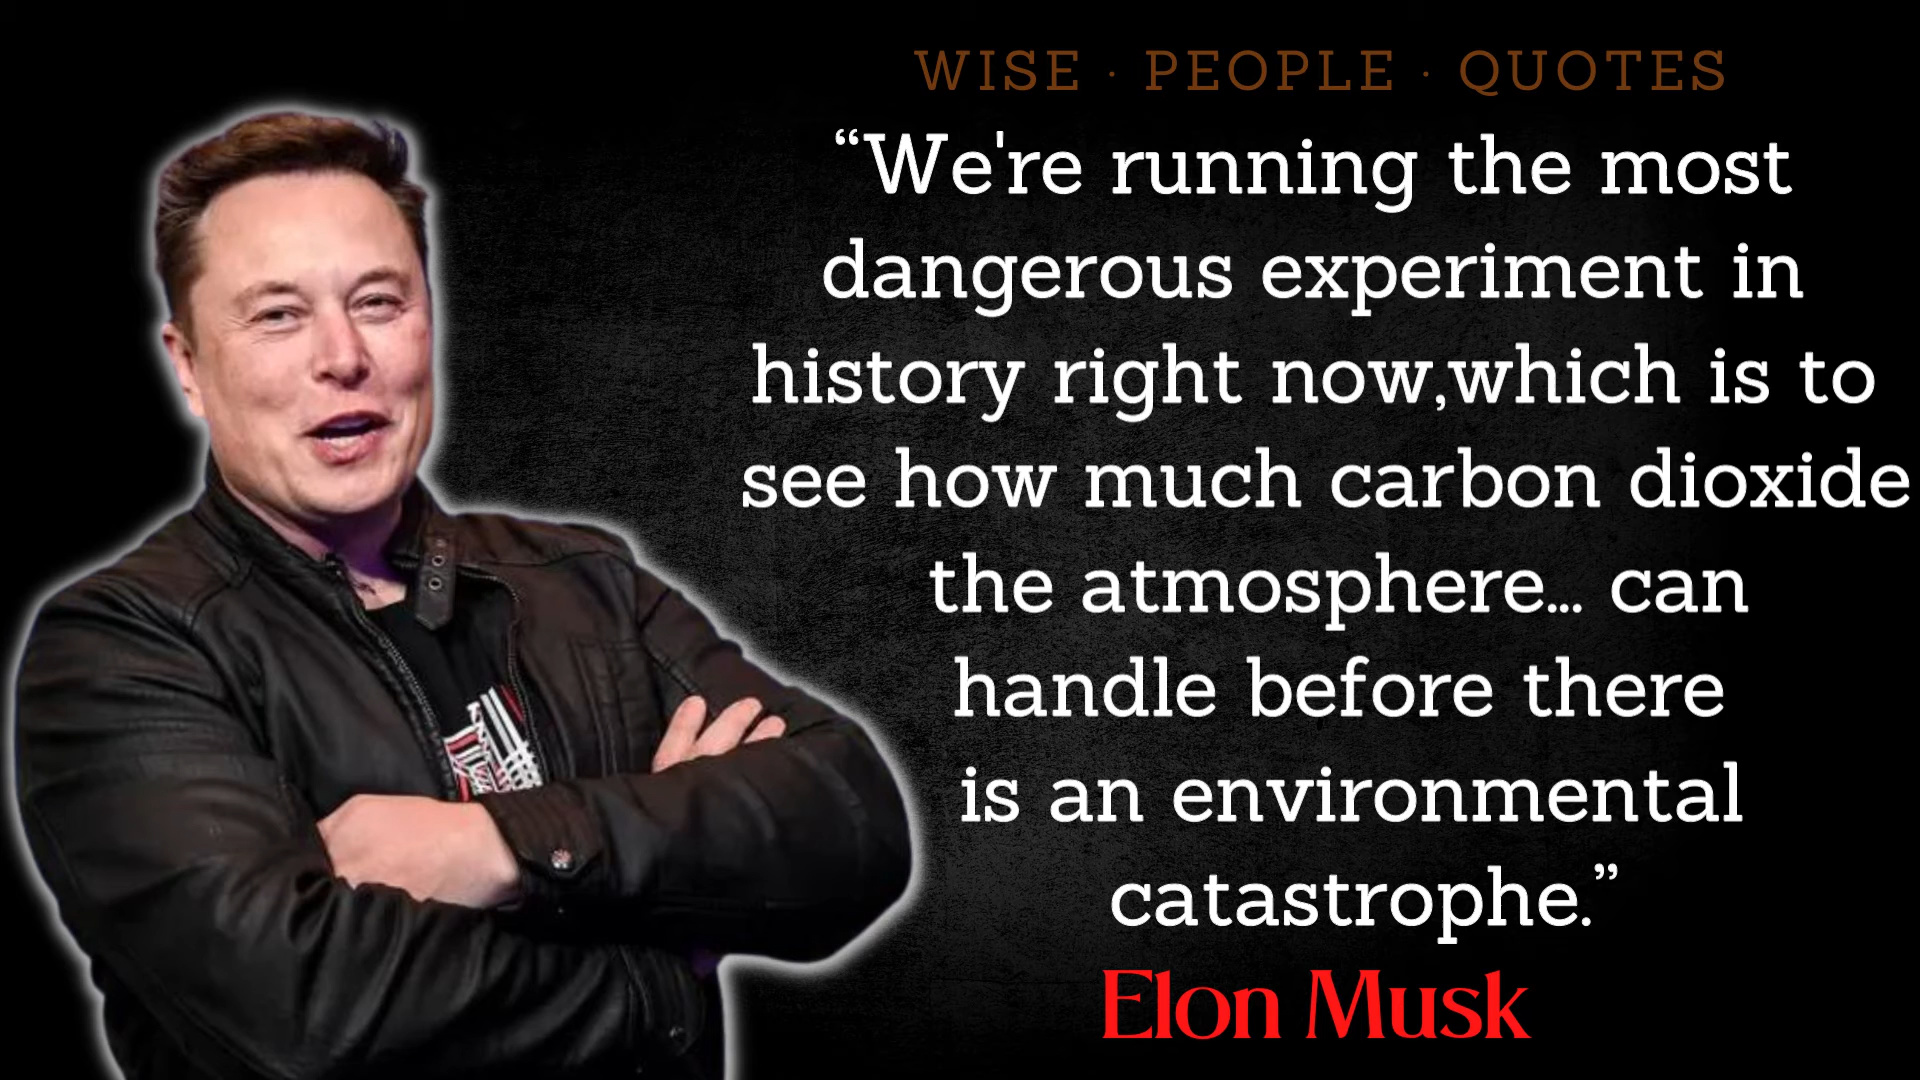 WISE · PEOPLE · QUOTES
“We're running the most
dangerous experiment in
history right now,which is to
see how much carbon dioxide
the atmosphere... can
handle before there
is an environmental
catastrophe.”
Elon Musk